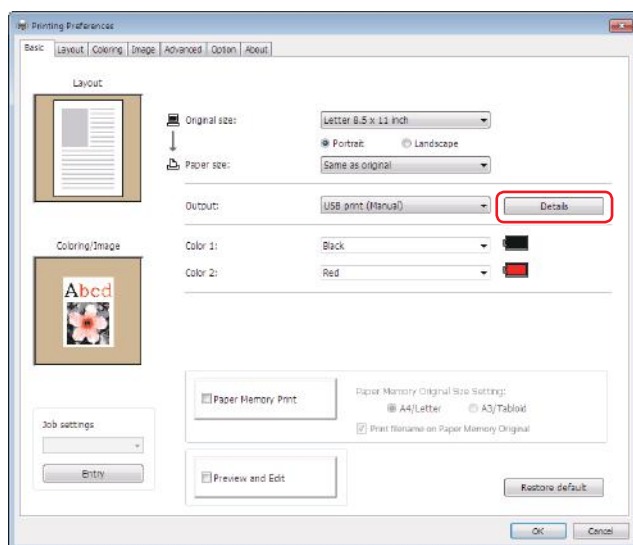 Printing Preferences
Basic Layout Coloring Image Advanced Option About
Layout
Original size: Letter 8.5 x 11 inch
Portrait Landscape
Paper size: Same as original
Output: USB print (Manual) Details
Coloring/Image
Color 1: Black
Color 2: Red
Abcd
Paper Memory Print
Paper Memory Original Size Setting:
A4/Letter A3/Tabloid
Print filename on Paper Memory Original
Job settings
Entry
Preview and Edit
Restore default
OK Cancel